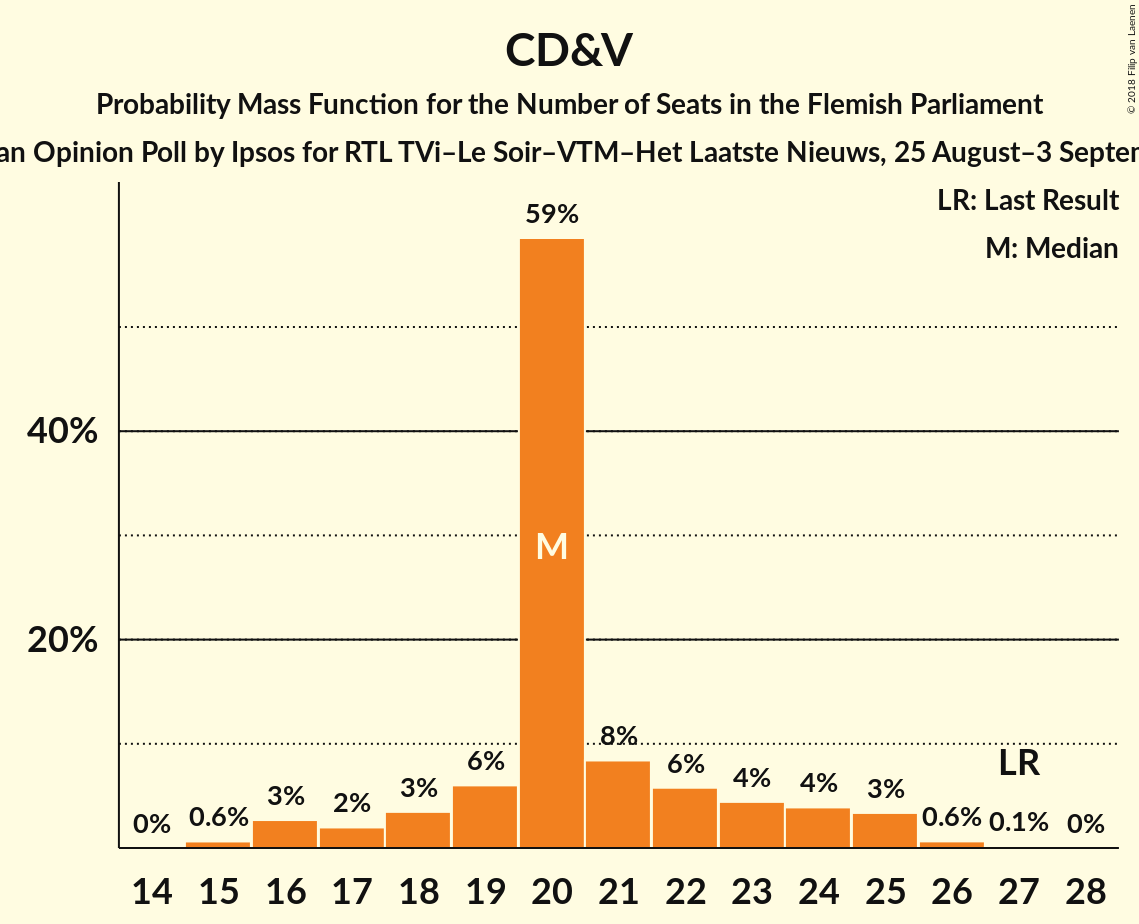 CD&V
Probability Mass Function for the Number of Seats in the Flemish Parliament
an Opinion Poll by Ipsos for RTL TVi–Le Soir–VTM–Het Laatste Nieuws, 25 August–3
© 2018 Filip van Laenen
LR: Last Result
M: Median
59%
40%
20%
M
0% 0.6% 3% 2% 3% 6% 8% 6% 4% 4% 3% 0.6% 0.1% 0%
LR
14 15 16 17 18 19 20 21 22 23 24 25 26 27 28